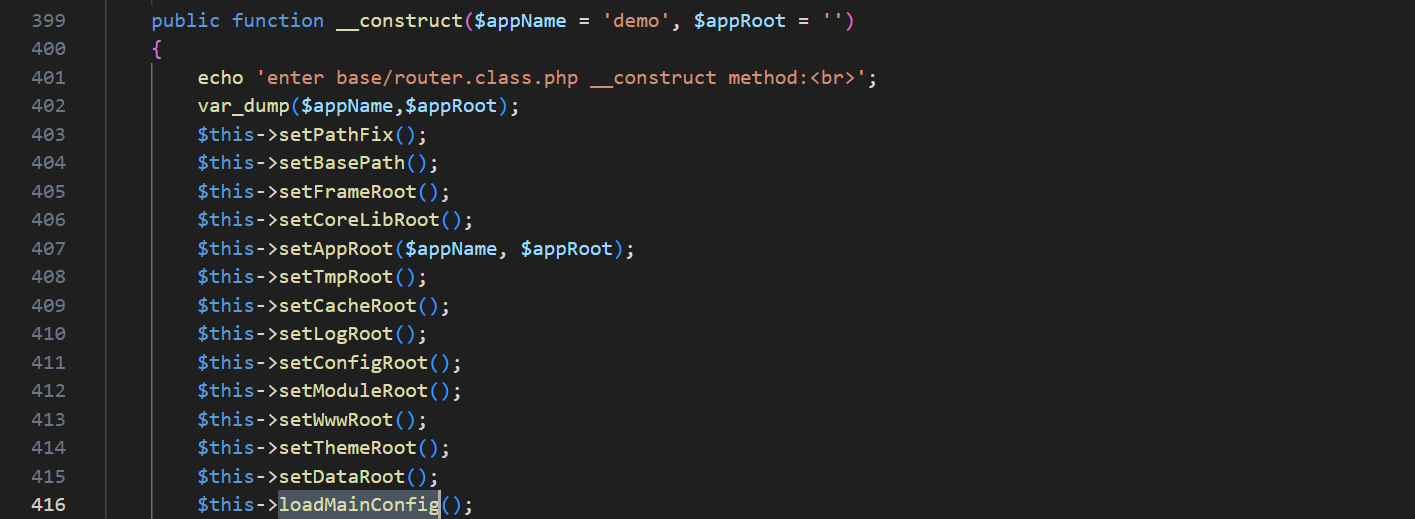 399 public function __construct($appName = 'demo', $appRoot = '')
400 {
401 echo 'enter base/router.class.php __construct method:<br>';
402 var_dump($appName,$appRoot);
403 $this->setPathFix();
404 $this->setBasePath();
405 $this->setFrameRoot();
406 $this->setCoreLibRoot();
407 $this->setAppRoot($appName, $appRoot);
408 $this->setTmpRoot();
409 $this->setCacheRoot();
410 $this->setLogRoot();
411 $this->setConfigRoot();
412 $this->setModuleRoot();
413 $this->setWwwRoot();
414 $this->setThemeRoot();
415 $this->setDataRoot();
416 $this->loadMainConfig();